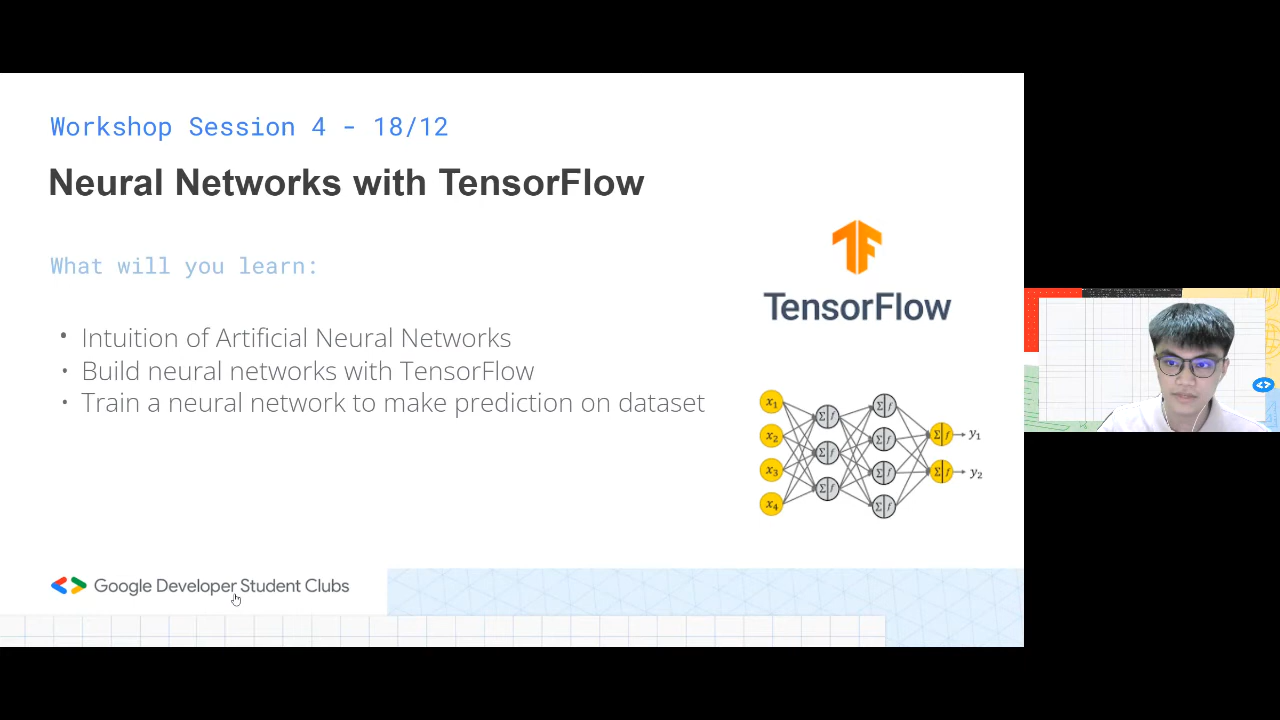 Workshop Session 4 - 18/12
Neural Networks with TensorFlow
What will you learn:
• Intuition of Artificial Neural Networks
• Build neural networks with TensorFlow
• Train a neural network to make prediction on dataset
TensorFlow
x₁
x₂
x₃
x₄
Σ f
Σ f
Σ f
Σ f
Σ f
Σ f
Σ f
Σ f → y₁
Σ f → y₂
Google Developer Student Clubs